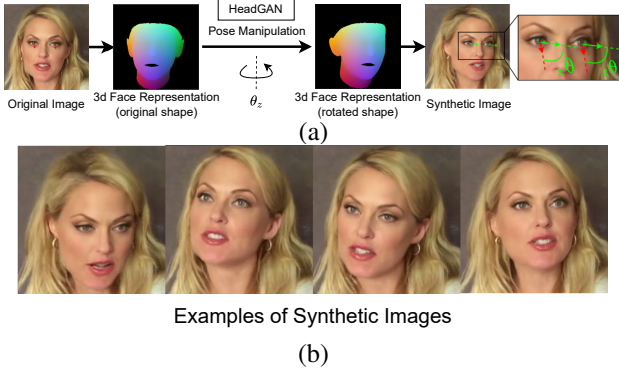 HeadGAN
Pose Manipulation
θz
Original Image
3d Face Representation
(original shape)
3d Face Representation
(rotated shape)
Synthetic Image
θ
θ
(a)
Examples of Synthetic Images
(b)